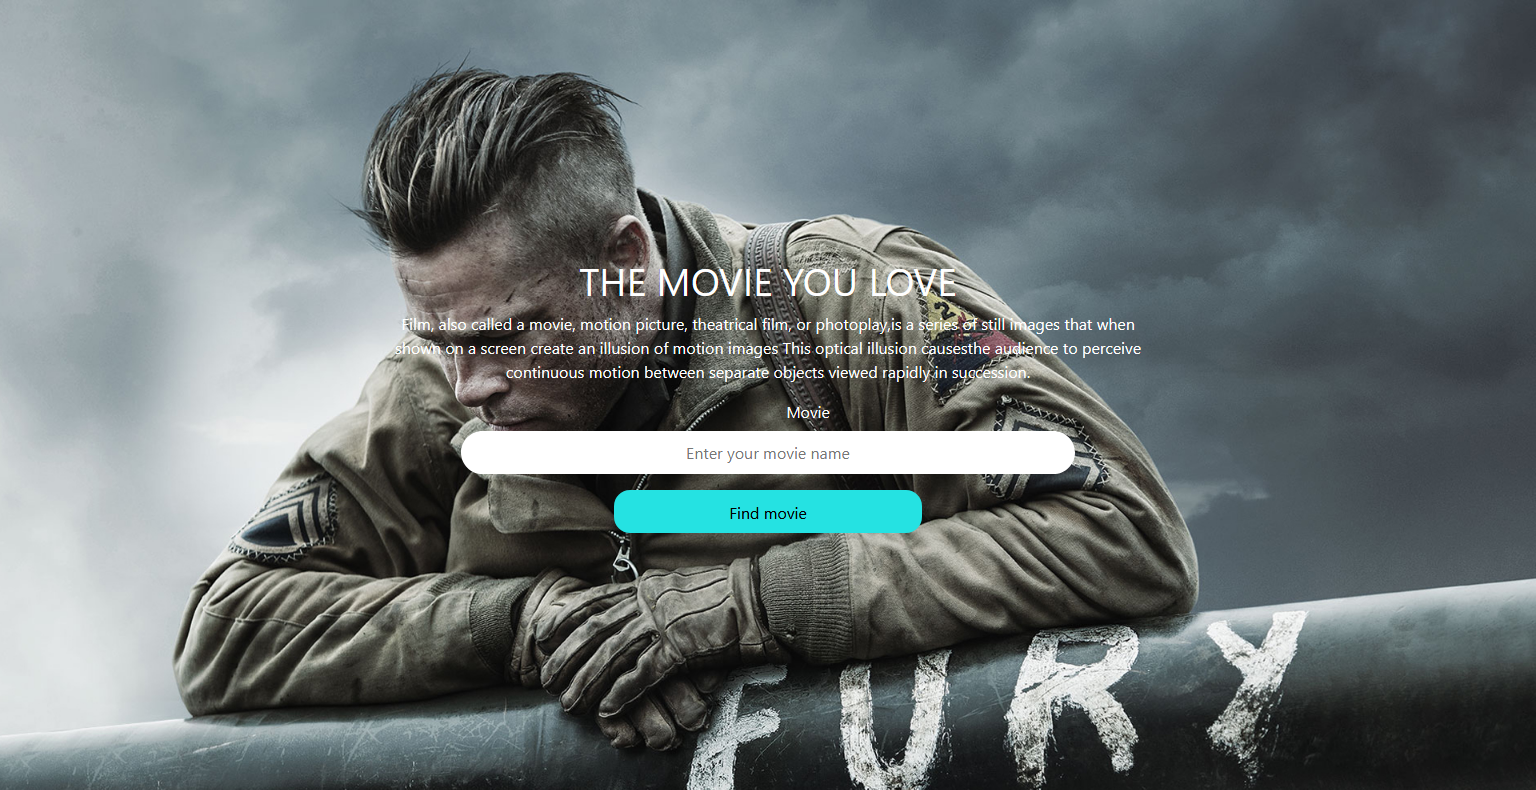 THE MOVIE YOU LOVE
Film, also called a movie, motion picture, theatrical film, or photoplay,is a series of still images that when
shown on a screen create an illusion of motion images This optical illusion causesthe audience to perceive
continuous motion between separate objects viewed rapidly in succession.
Movie
Enter your movie name
Find movie
FURY